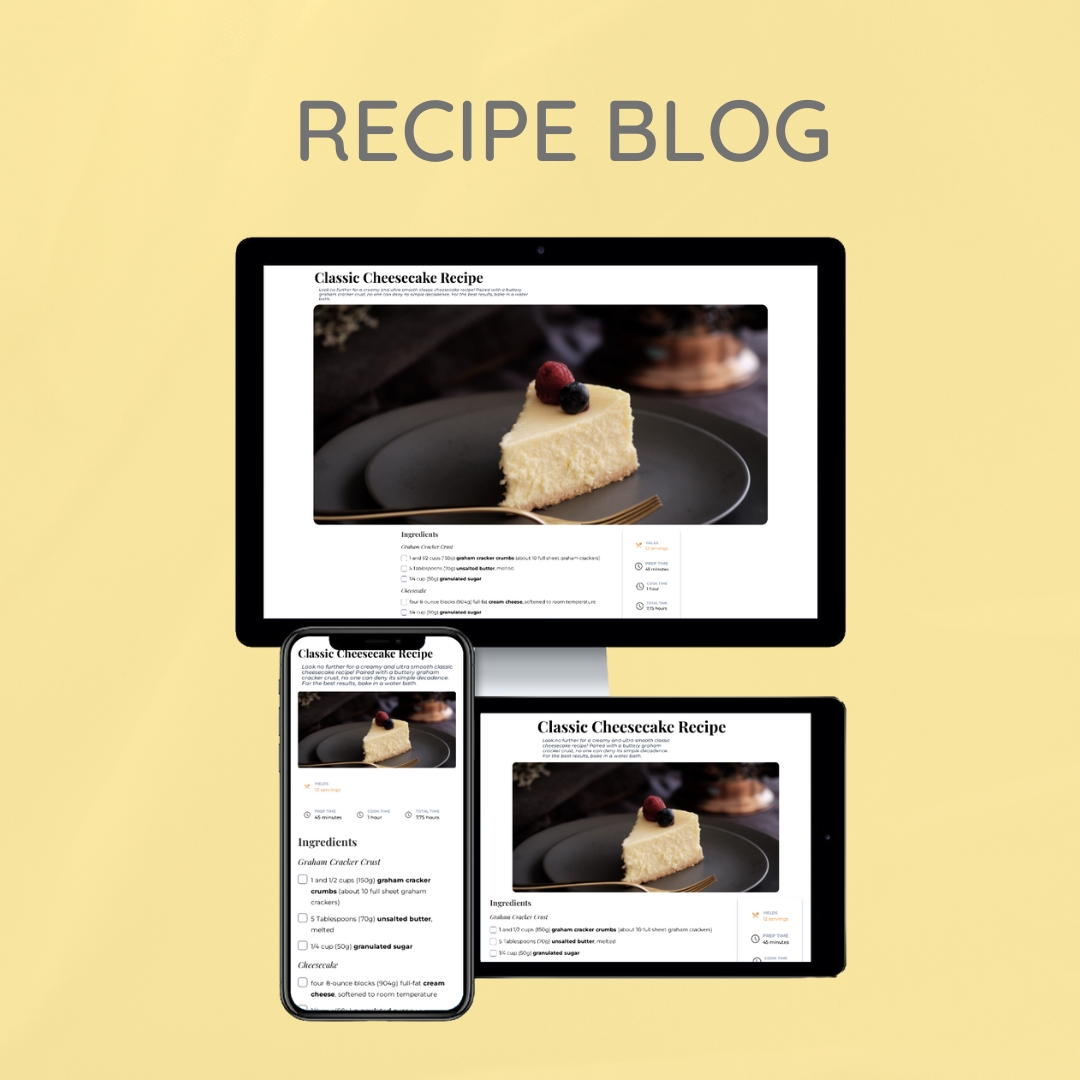 RECIPE BLOG
Classic Cheesecake Recipe
Look no further for a creamy and ultra smooth classic cheesecake recipe! Paired with a buttery
graham cracker crust, no one can deny its simple decadence. For the best results, bake in a water
bath.
Ingredients
Graham Cracker Crust
1 and 1/2 cups (150g) graham cracker crumbs (about 10 full sheet graham crackers)
5 Tablespoons (70g) unsalted butter, melted
1/4 cup (50g) granulated sugar
Cheesecake
four 8-ounce blocks (904g) full-fat cream cheese, softened to room temperature
YIELDS
12 servings
PREP TIME
45 minutes
COOK TIME
1 hour
TOTAL TIME
7.75 hours
Classic Cheesecake Recipe
Look no further for a creamy and ultra smooth classic
cheesecake recipe! Paired with a buttery graham
cracker crust, no one can deny its simple decadence.
For the best results, bake in a water bath.
YIELDS
12 servings
PREP TIME
45 minutes
COOK TIME
1 hour
TOTAL TIME
7.75 hours
Ingredients
Graham Cracker Crust
1 and 1/2 cups (150g) graham cracker
crumbs (about 10 full sheet graham
crackers)
5 Tablespoons (70g) unsalted butter,
melted
1/4 cup (50g) granulated sugar
Cheesecake
four 8-ounce blocks (904g) full-fat cream
cheese, softened to room temperature
Classic Cheesecake Recipe
Look no further for a creamy and ultra smooth classic
cheesecake recipe! Paired with a buttery graham
cracker crust, no one can deny its simple decadence.
For the best results, bake in a water bath.
Ingredients
Graham Cracker Crust
1 and 1/2 cups (150g) graham cracker crumbs (about 10 full sheet graham crackers)
5 Tablespoons (70g) unsalted butter, melted
1/4 cup (50g) granulated sugar
YIELDS
12 servings
PREP TIME
45 minutes
COOK TIME